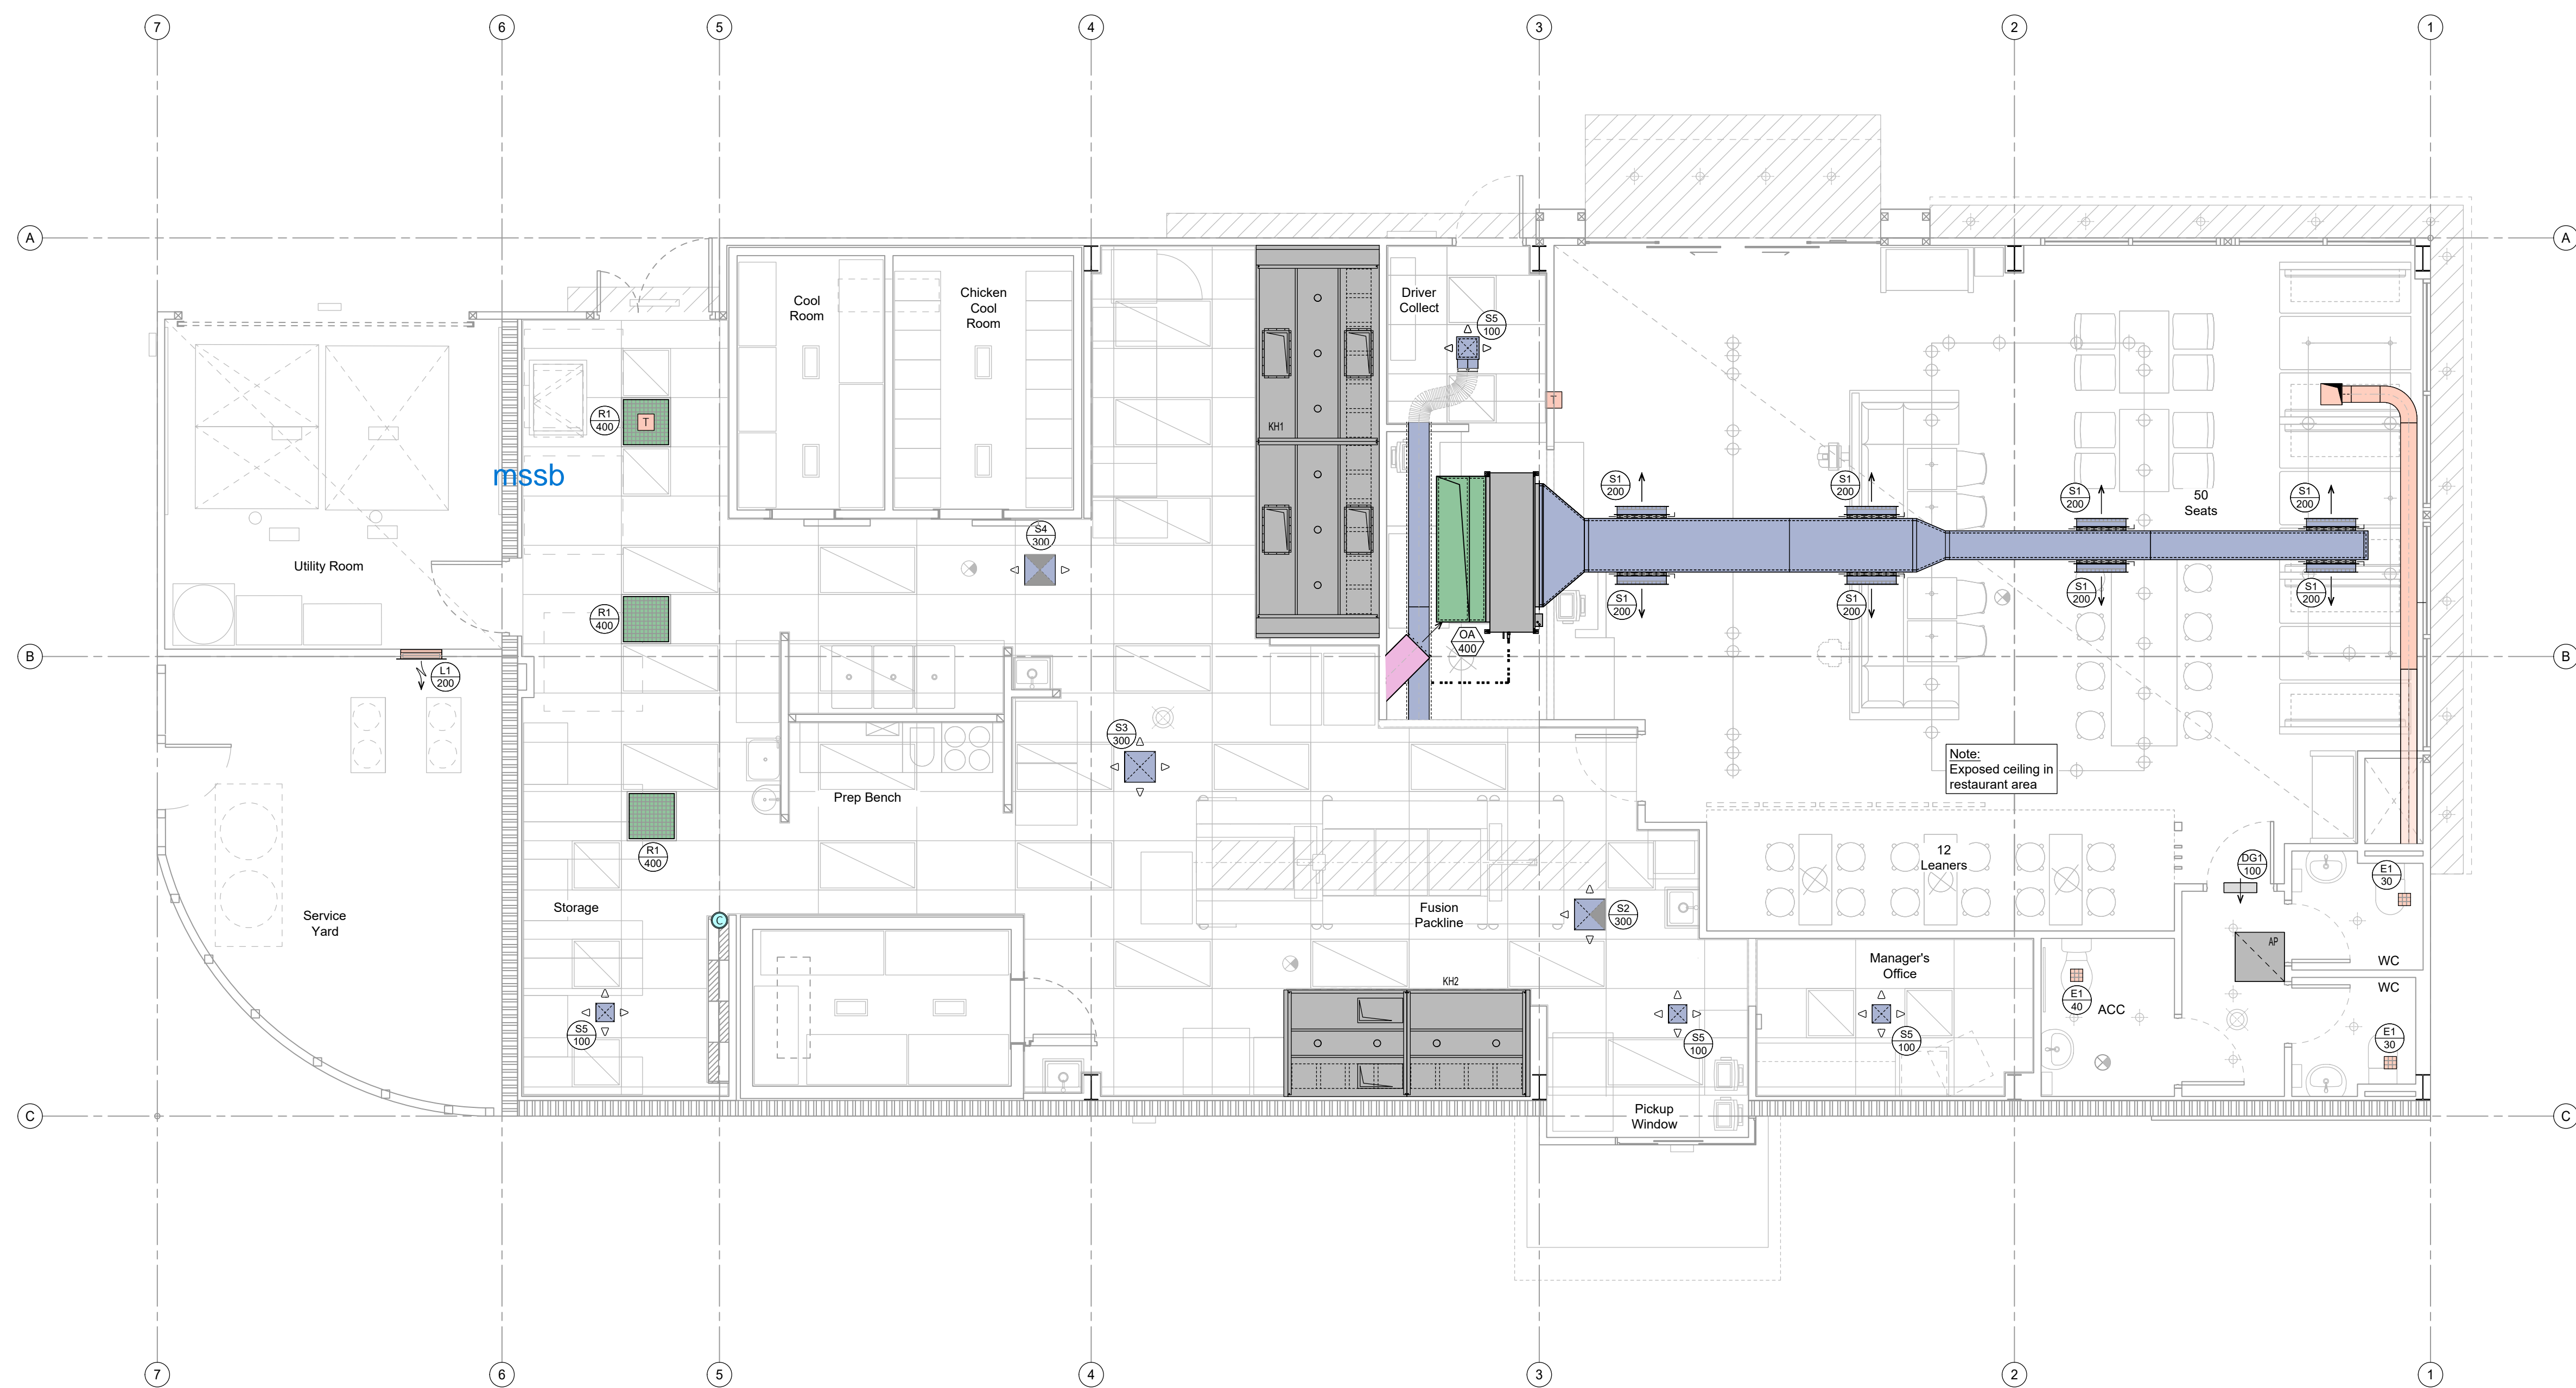 7
6
5
4
3
2
1
A
A
Cool
Room
Chicken
Cool
Room
Driver
Collect
S5
100
R1
400
T
T
KH1
mssb
S1
200
S1
200
S1
200
S1
200
50
Seats
S4
300
Utility Room
R1
400
S1
200
S1
200
S1
200
S1
200
OA
400
B
B
L1
200
S3
300
Note:
Exposed ceiling in
restaurant area
Prep Bench
R1
400
12
Leaners
DG1
100
E1
30
Storage
C
Fusion
Packline
S2
300
Service
Yard
AP
WC
Manager's
Office
KH2
WC
E1
40
ACC
S5
100
S5
100
S5
100
E1
30
Pickup
Window
C
C
7
6
5
4
3
2
1